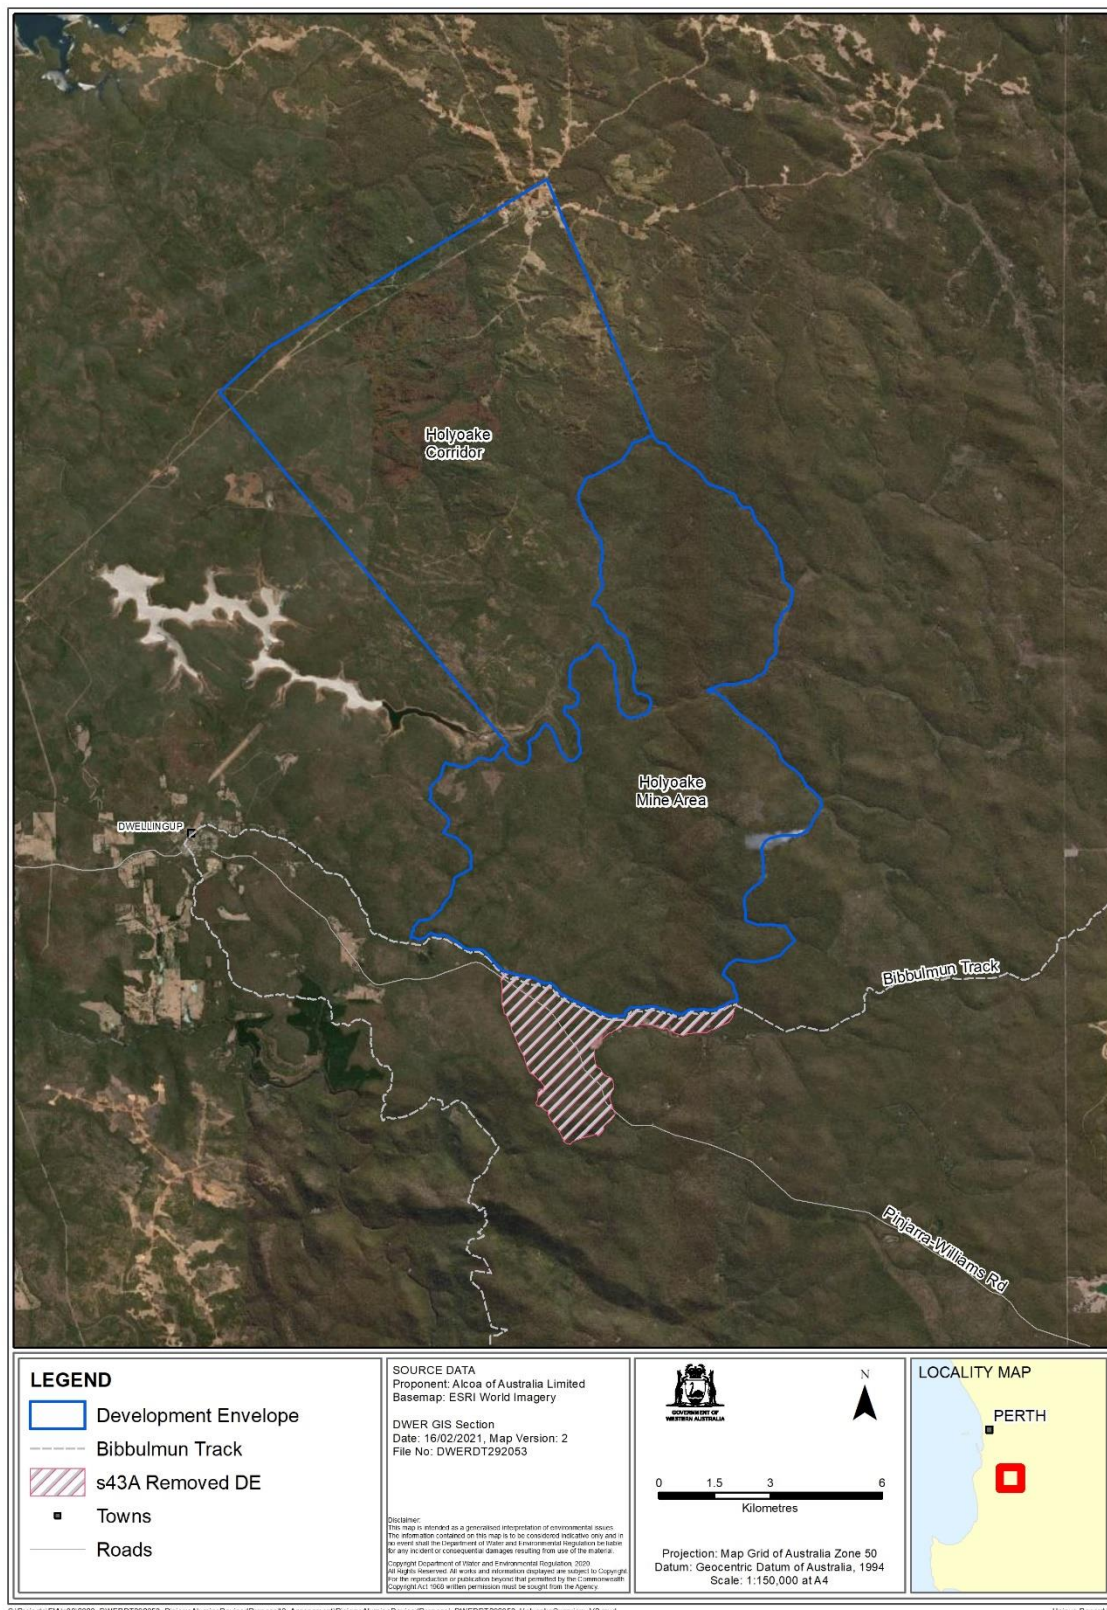 Holyoake
Corridor
Holyoake
Mine Area
DWELLINGUP
Bibbulmun Track
Pinjarra-Williams Rd
LEGEND
Development Envelope
Bibbulmun Track
s43A Removed DE
Towns
Roads
SOURCE DATA
Proponent: Alcoa of Australia Limited
Basemap: ESRI World Imagery
DWER GIS Section
Date: 16/02/2021, Map Version: 2
File No: DWERDT292053
Disclaimer:
This map is intended as a generalised interpretation of environmental issues.
The information contained on this map is to be considered indicative only and in
no event shall the Department of Water and Environmental Regulation be liable
for any incident or consequential damages resulting from use of the material.
Copyright Department of Water and Environmental Regulation, 2020.
All Rights Reserved. All works and information displayed are subject to Copyright.
For the reproduction or publication beyond that permitted by the Commonwealth
Copyright Act 1968 written permission must be sought from the Agency.
GOVERNMENT OF
WESTERN AUSTRALIA
N
0 1.5 3 6
Kilometres
Projection: Map Grid of Australia Zone 50
Datum: Geocentric Datum of Australia, 1994
Scale: 1:150,000 at A4
LOCALITY MAP
PERTH